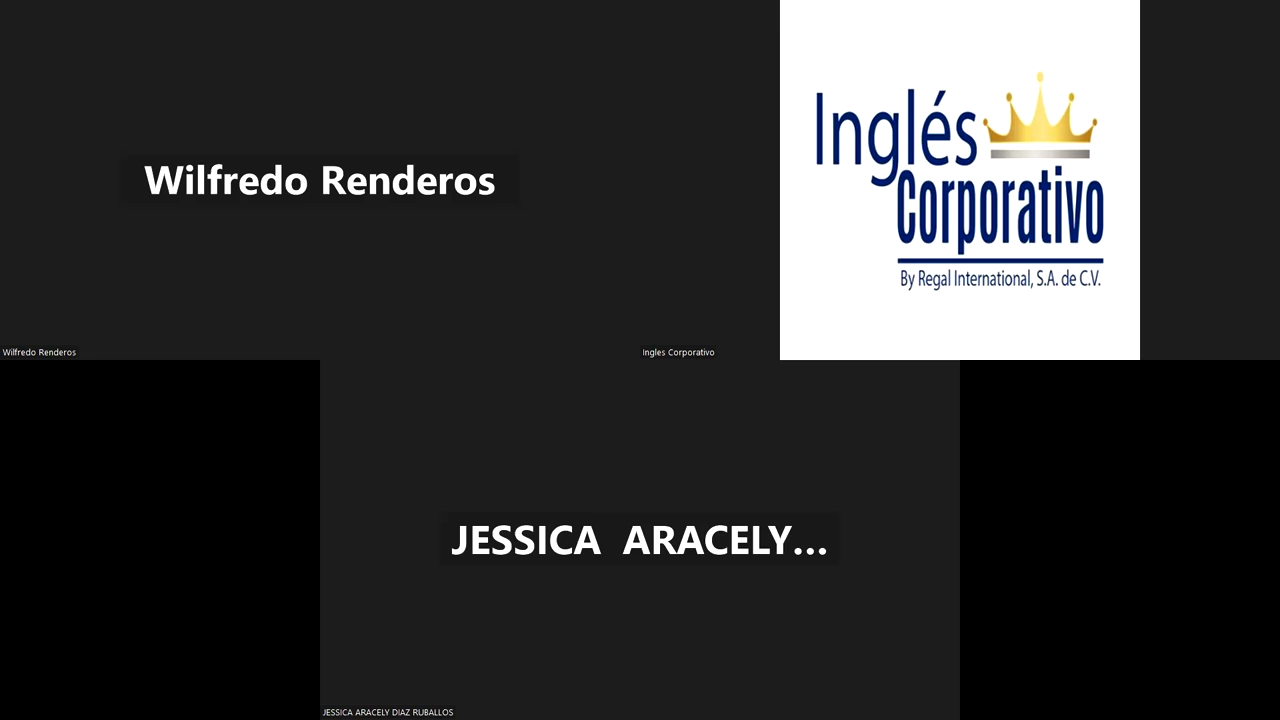 Wilfredo Renderos
Inglés
Corporativo
By Regal International, S.A. de C.V.
Wilfredo Renderos
Ingles Corporativo
JESSICA ARACELY...
JESSICA ARACELY DIAZ RUBALLOS